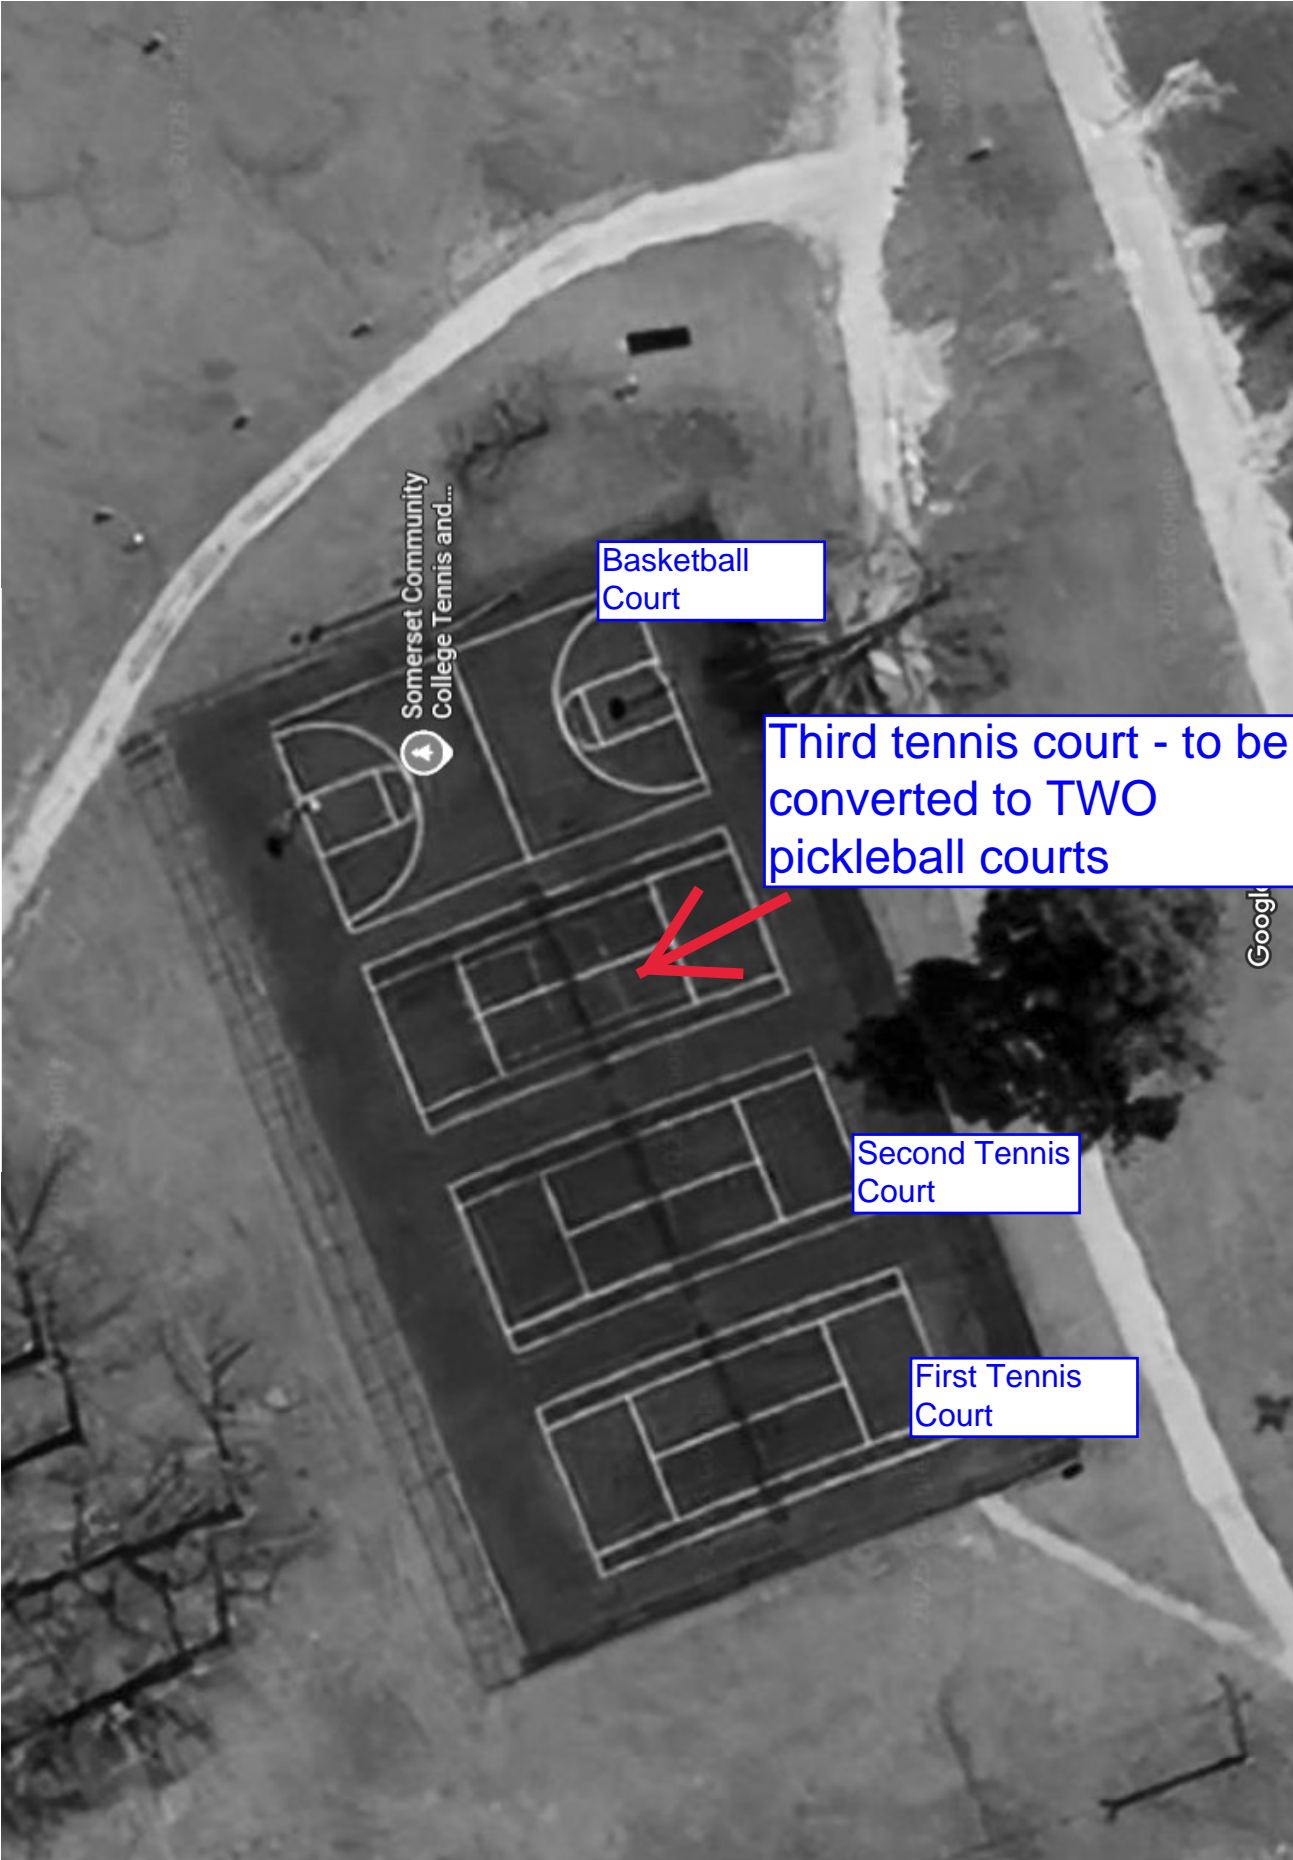 Somerset Community
College Tennis and...
Basketball
Court
Third tennis court - to be
converted to TWO
pickleball courts
Google
Second Tennis
Court
First Tennis
Court